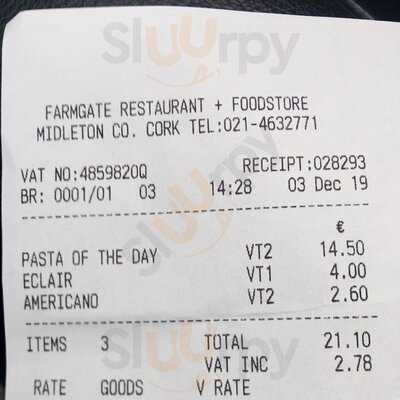 Sluurpy
FARMGATE RESTAURANT + FOODSTORE
MIDLETON CO. CORK TEL:021-4632771
VAT NO:4859820Q RECEIPT:028293
BR: 0001/01 03 14:28 03 Dec 19
€
PASTA OF THE DAY VT2 14.50
ECLAIR VT1 4.00
AMERICANO VT2 2.60
ITEMS 3 TOTAL 21.10
VAT INC 2.78
RATE GOODS V RATE